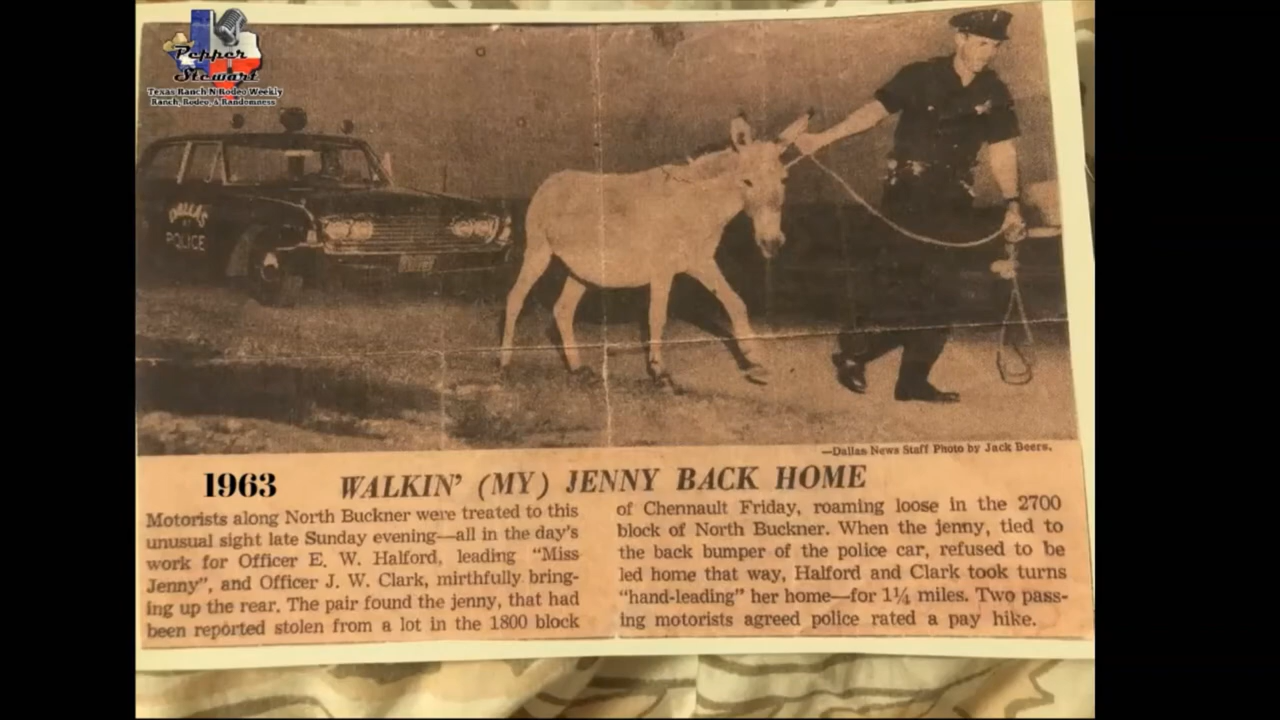 Pepper
Stewart
Texas Ranch N Rodeo Weekly
Ranch, Rodeo, & Randomness
DALLAS
POLICE
—Dallas News Staff Photo by Jack Beers.
1963 WALKIN' (MY) JENNY BACK HOME
Motorists along North Buckner were treated to this
unusual sight late Sunday evening—all in the day's
work for Officer E. W. Halford, leading "Miss
Jenny", and Officer J. W. Clark, mirthfully bring-
ing up the rear. The pair found the jenny, that had
been reported stolen from a lot in the 1800 block
of Chennault Friday, roaming loose in the 2700
block of North Buckner. When the jenny, tied to
the back bumper of the police car, refused to be
led home that way, Halford and Clark took turns
"hand-leading" her home—for 1¼ miles. Two pass-
ing motorists agreed police rated a pay hike.